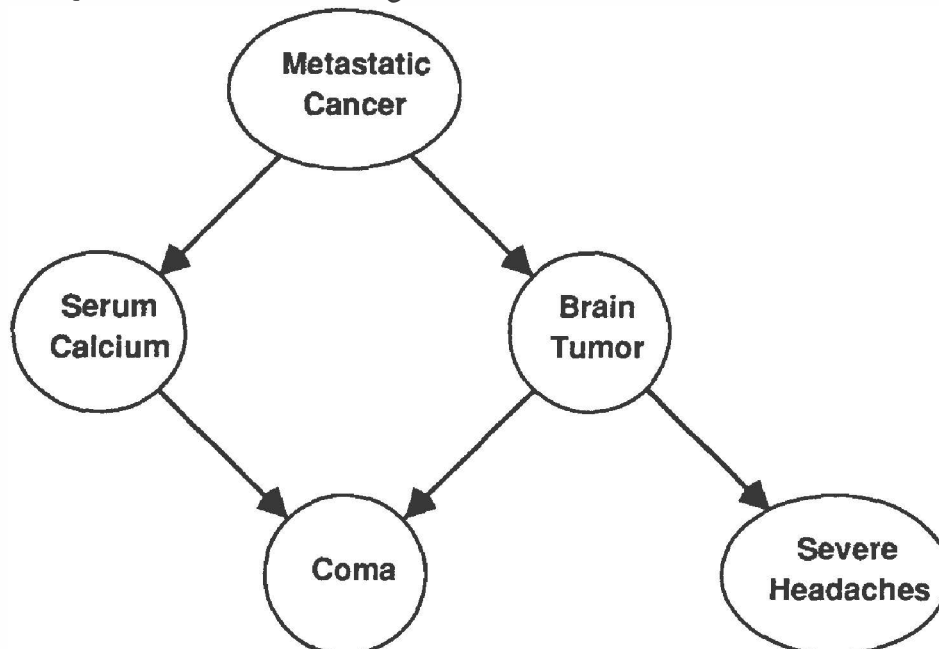 Metastatic
Cancer
Serum
Calcium
Brain
Tumor
Coma
Severe
Headaches